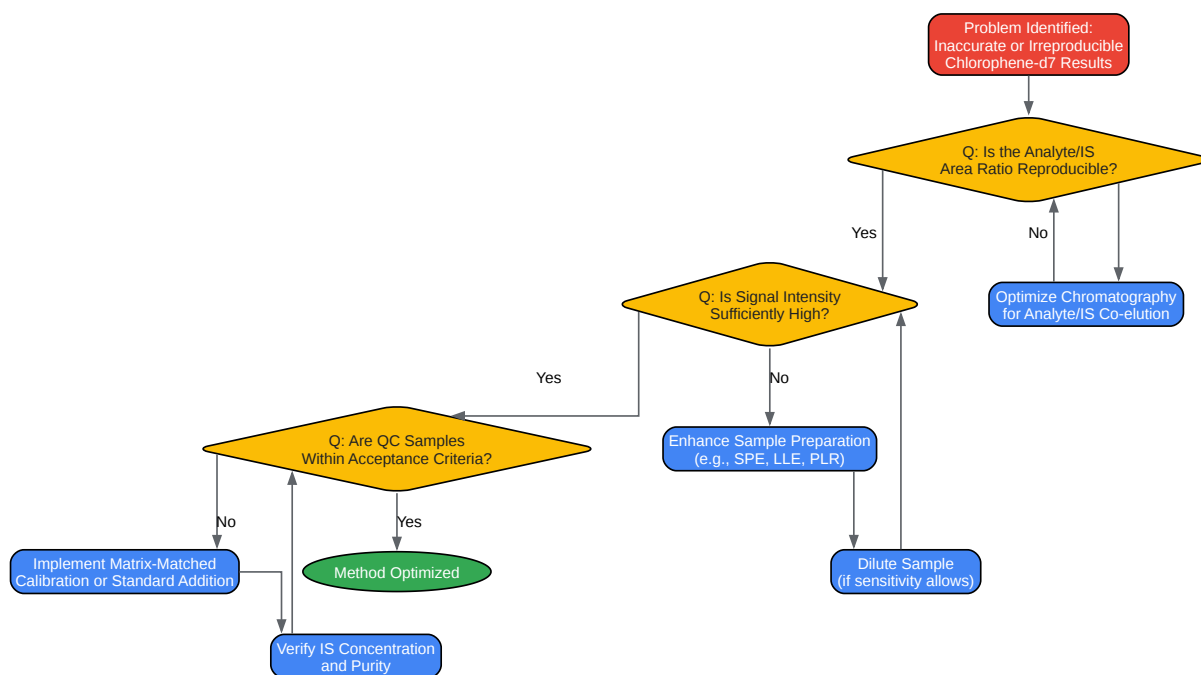 Problem Identified:
Inaccurate or Irreproducible
Chlorophene-d7 Results
Q: Is the Analyte/IS
Area Ratio Reproducible?
Yes
No
Q: Is Signal Intensity
Sufficiently High?
Optimize Chromatography
for Analyte/IS Co-elution
Yes
No
Q: Are QC Samples
Within Acceptance Criteria?
Enhance Sample Preparation
(e.g., SPE, LLE, PLR)
No
Yes
Implement Matrix-Matched
Calibration or Standard Addition
Method Optimized
Dilute Sample
(if sensitivity allows)
Verify IS Concentration
and Purity